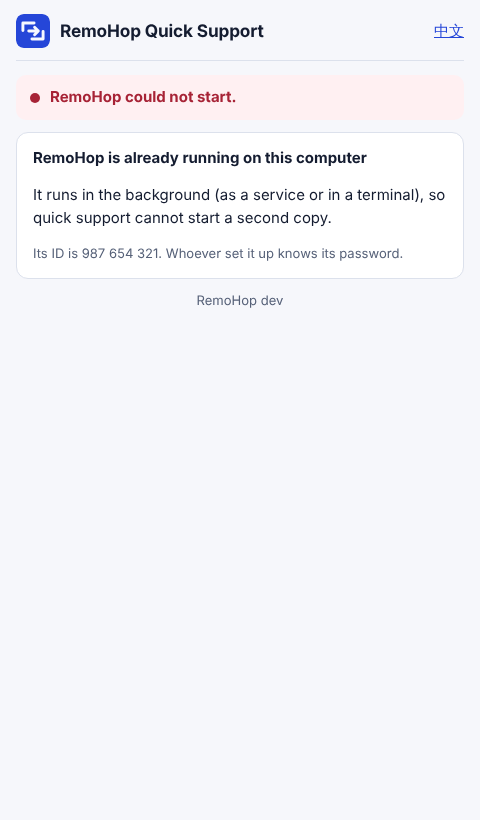 RemoHop Quick Support
中文
RemoHop could not start.
RemoHop is already running on this computer
It runs in the background (as a service or in a terminal), so
quick support cannot start a second copy.
Its ID is 987 654 321. Whoever set it up knows its password.
RemoHop dev